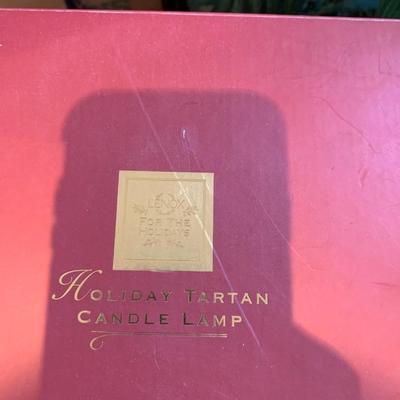 LENOX
FOR THE
HOLIDAYS
HOLIDAY TARTAN
CANDLE LAMP